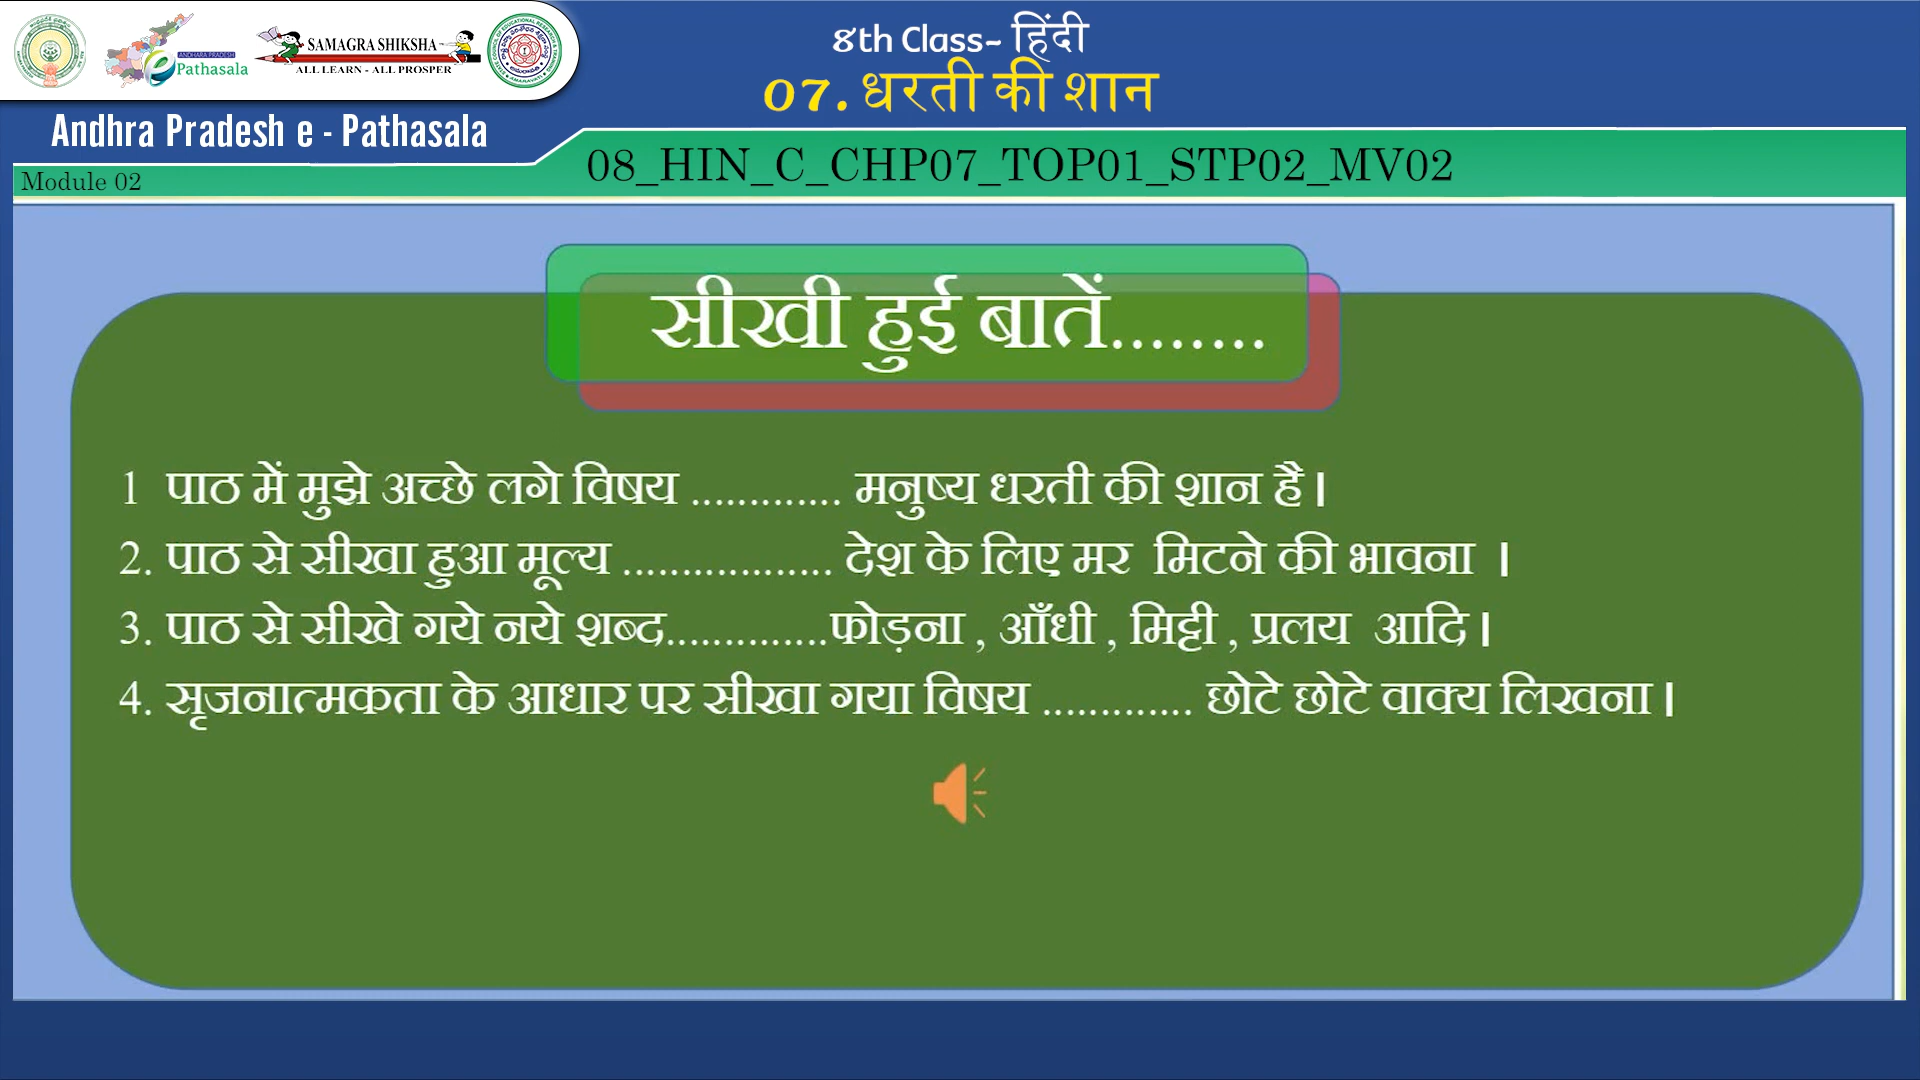 ANDHRA PRADESH
e Pathasala
SAMAGRA SHIKSHA
ALL LEARN - ALL PROSPER
Andhra Pradesh e - Pathasala
8th Class- हिंदी
07. धरती की शान
08_HIN_C_CHP07_TOP01_STP02_MV02
Module 02
सीखी हुई बातें........
1 पाठ में मुझे अच्छे लगे विषय ............. मनुष्य धरती की शान है।
2. पाठ से सीखा हुआ मूल्य .................. देश के लिए मर मिटने की भावना ।
3. पाठ से सीखे गये नये शब्द..............फोड़ना , आँधी , मिट्टी , प्रलय आदि।
4. सृजनात्मकता के आधार पर सीखा गया विषय ............. छोटे छोटे वाक्य लिखना।